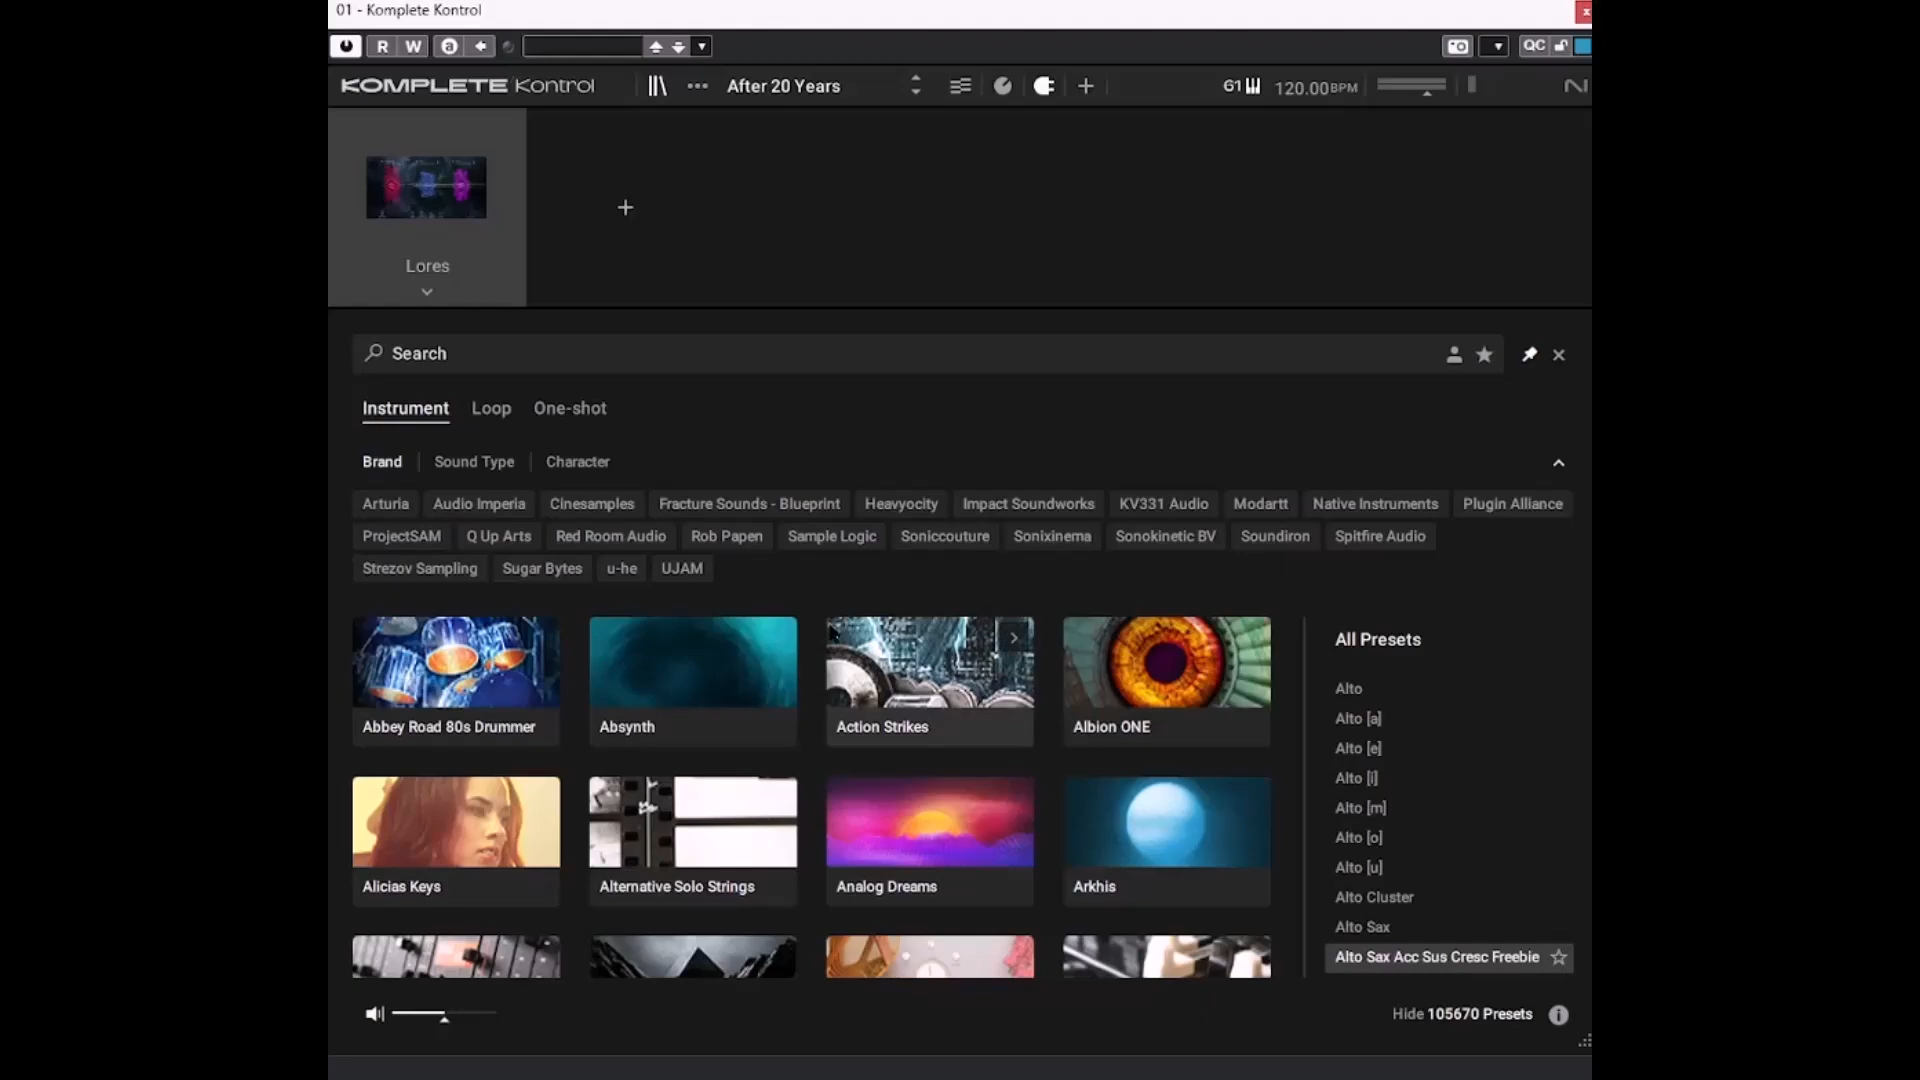 01 - Komplete Kontrol
R W a QC
KOMPLETE Kontrol After 20 Years G1 120.00 BPM
Lores
Search
Instrument Loop One-shot
Brand Sound Type Character
Arturia Audio Imperia Cinesamples Fracture Sounds - Blueprint Heavyocity Impact Soundworks KV331 Audio Modartt Native Instruments Plugin Alliance
ProjectSAM Q Up Arts Red Room Audio Rob Papen Sample Logic Soniccouture Sonixinema Sonokinetic BV Soundiron Spitfire Audio
Strezov Sampling Sugar Bytes u-he UJAM
Abbey Road 80s Drummer Absynth Action Strikes Albion ONE
Alicias Keys Alternative Solo Strings Analog Dreams Arkhis
All Presets
Alto
Alto [a]
Alto [e]
Alto [i]
Alto [m]
Alto [o]
Alto [u]
Alto Cluster
Alto Sax
Alto Sax Acc Sus Cresc Freebie
Hide 105670 Presets